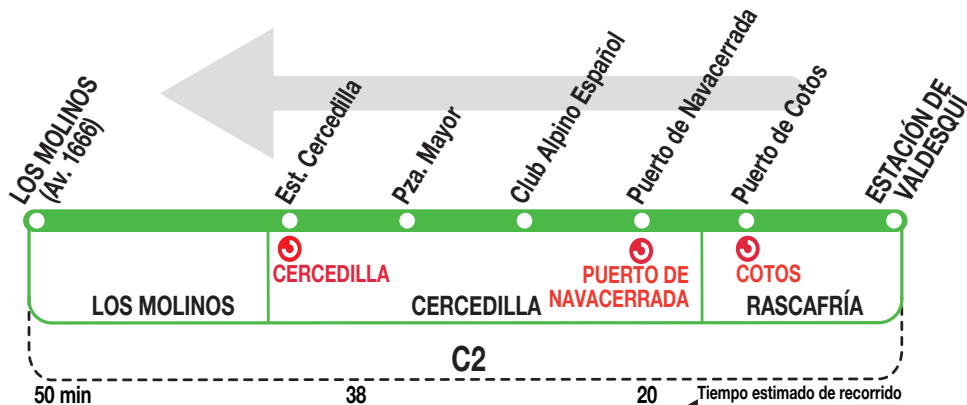 LOS MOLINOS
(Av. 1666)
Est. Cercedilla
Pza. Mayor
Club Alpino Español
Puerto de Navacerrada
Puerto de Cotos
ESTACIÓN DE
VALDESQUÍ
CERCEDILLA
PUERTO DE
NAVACERRADA
COTOS
LOS MOLINOS
CERCEDILLA
RASCAFRÍA
C2
50 min
38
20
Tiempo estimado de recorrido